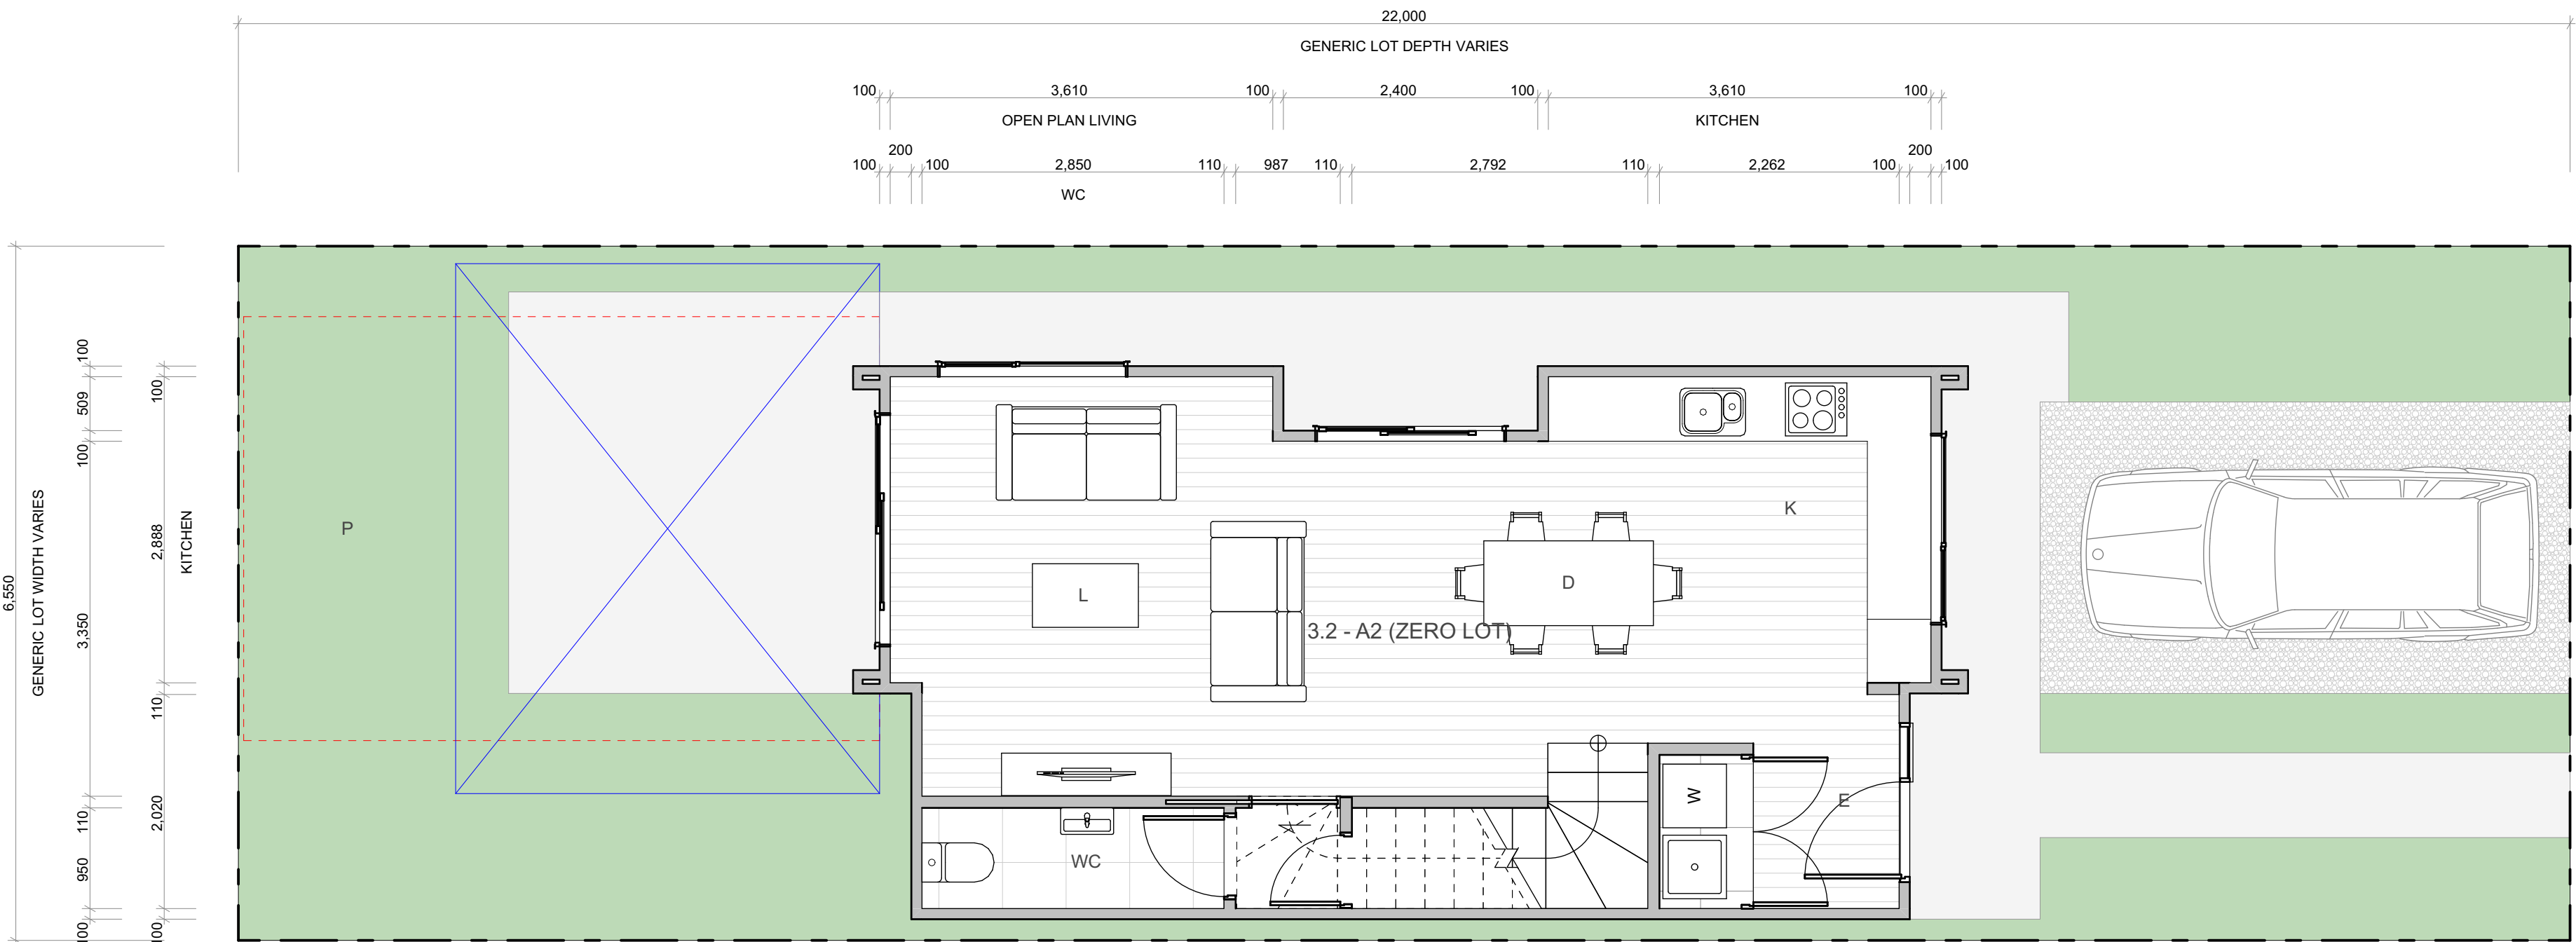 22,000
GENERIC LOT DEPTH VARIES
100 3,610 100 2,400 100 3,610 100
OPEN PLAN LIVING KITCHEN
200 200
100 100 2,850 110 987 110 2,792 110 2,262 100 100
WC
6,550
GENERIC LOT WIDTH VARIES
100
509
100
3,350
110
950
100
100
2,888
110
2,020
100
KITCHEN
P
K
L
D
3.2 - A2 (ZERO LOT)
W
E
WC